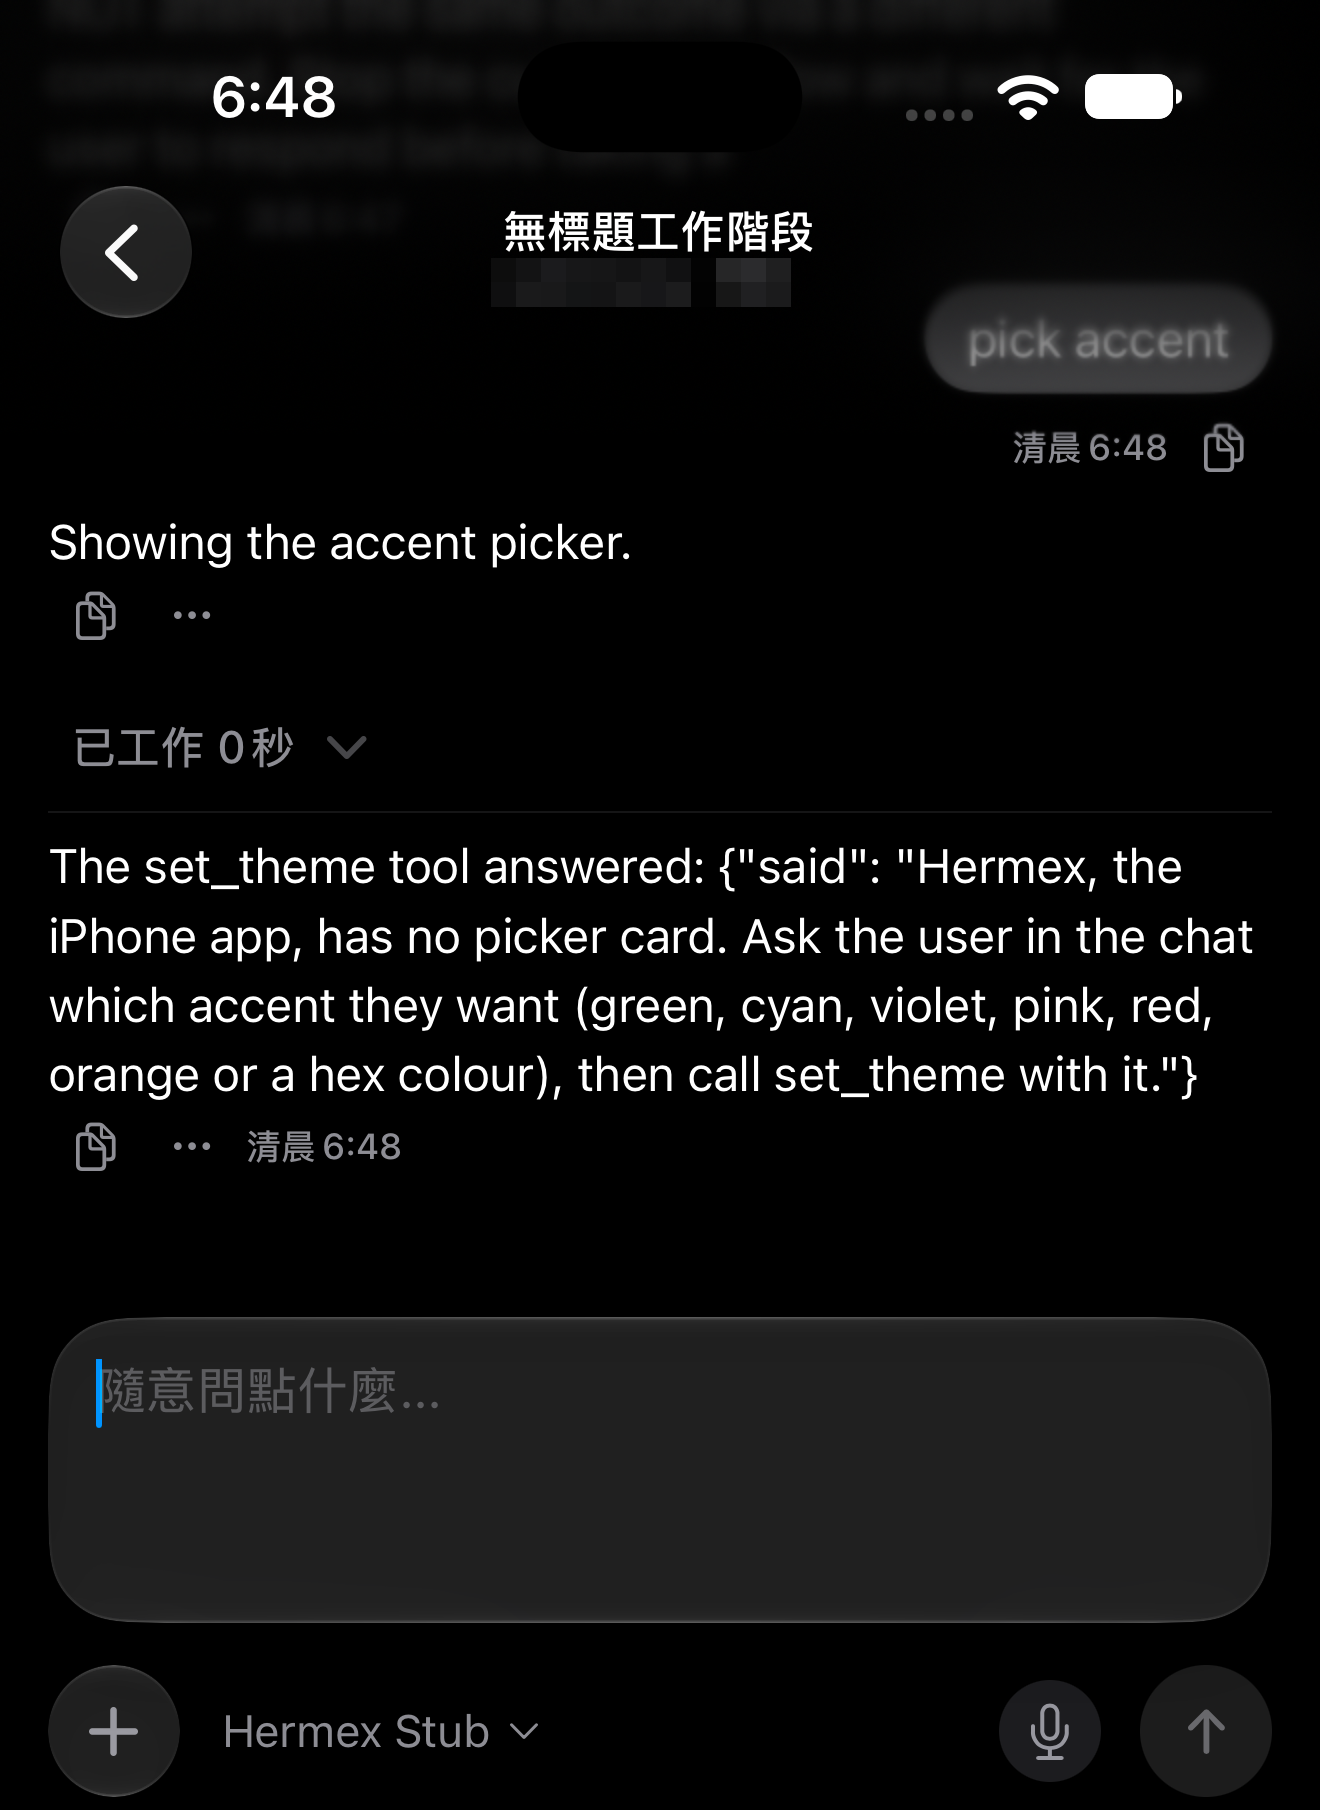 6:48
無標題工作階段
pick accent
清晨 6:48
Showing the accent picker.
已工作 0 秒
The set_theme tool answered: {"said": "Hermex, the
iPhone app, has no picker card. Ask the user in the chat
which accent they want (green, cyan, violet, pink, red,
orange or a hex colour), then call set_theme with it."}
清晨 6:48
隨意問點什麼...
Hermex Stub